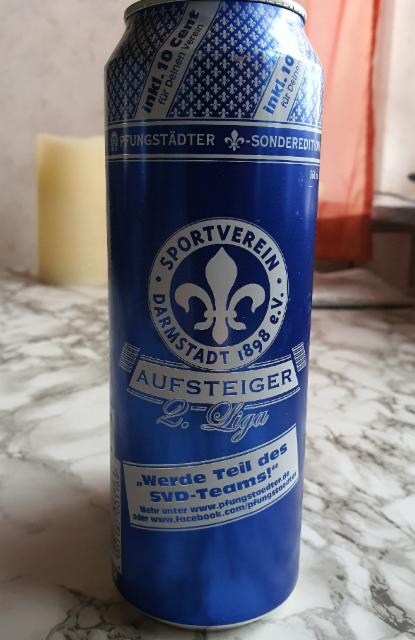 inkl. 10 Cent
für Deinen Verein
inkl. 10
für Deinen
PFUNGSTÄDTER -SONDEREDITION
SPORTVEREIN
DARMSTADT 1898 e.V.
AUFSTEIGER
2. Liga
„Werde Teil des
SVD-Teams!“
Mehr unter www.pfungstaedter.de
oder www.facebook.com/pfungstaedter